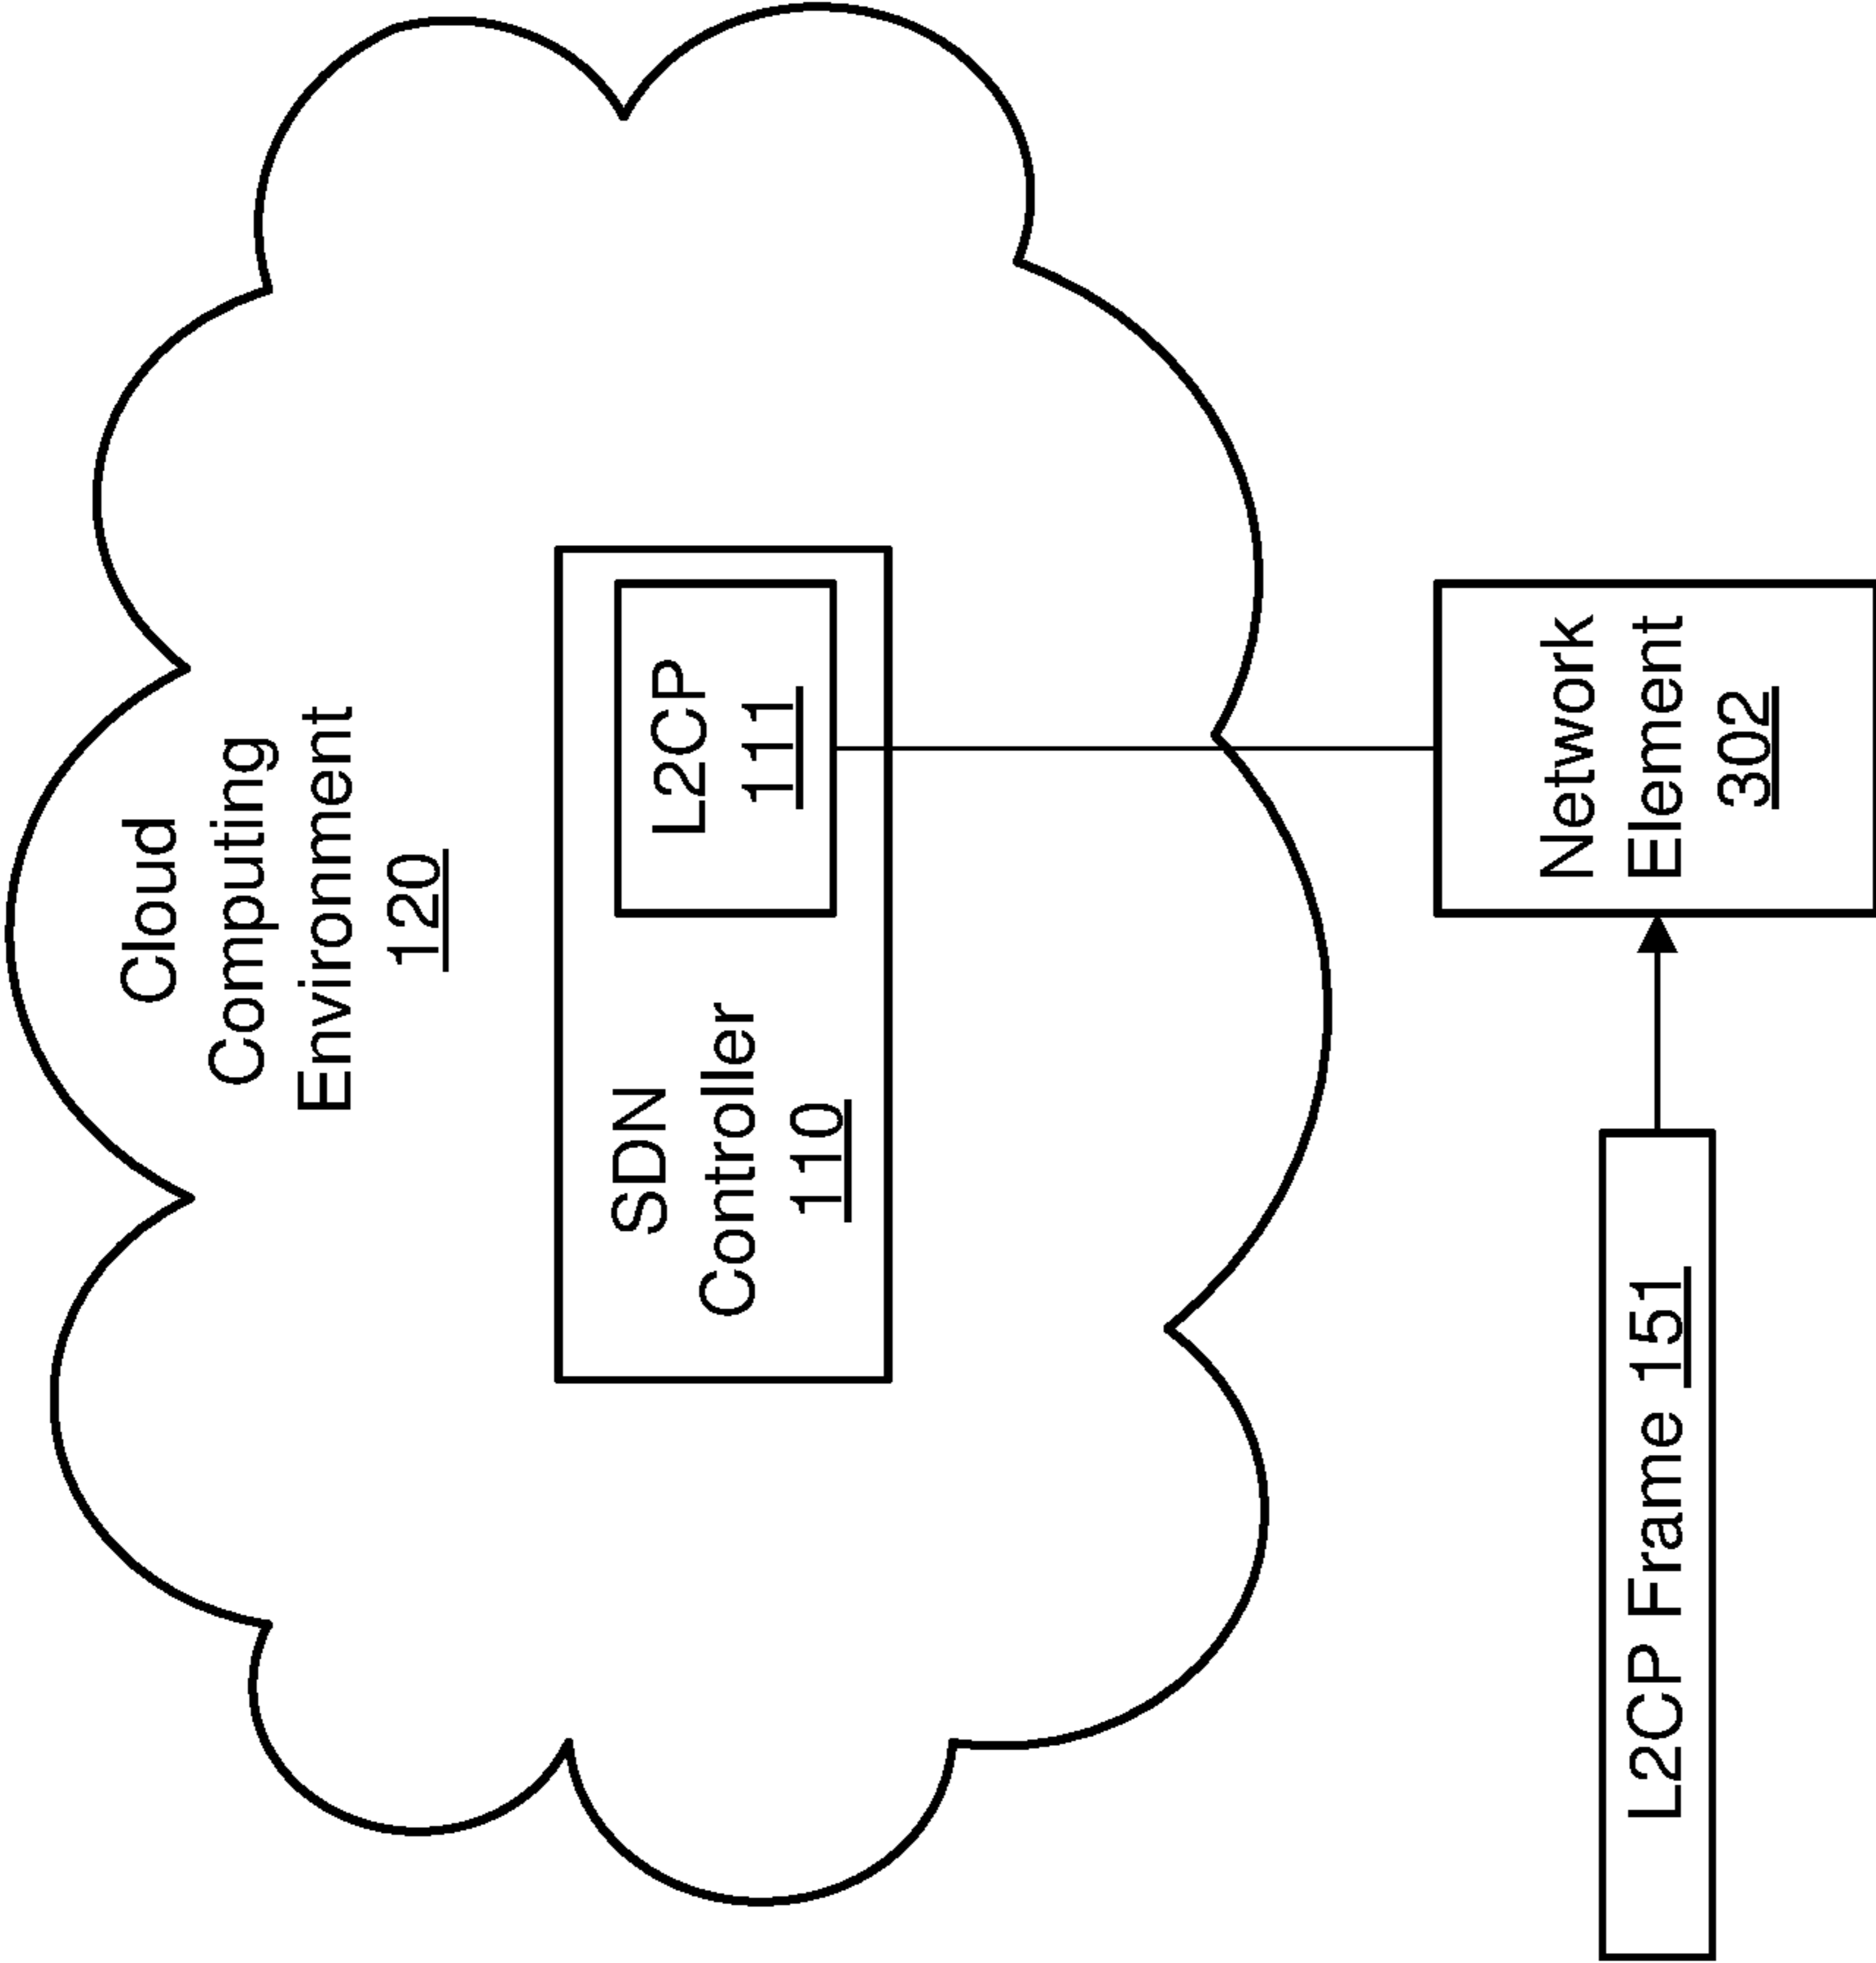 Cloud
Computing
Environment
120
SDN
Controller
110
L2CP
111
L2CP Frame 151
Network
Element
302